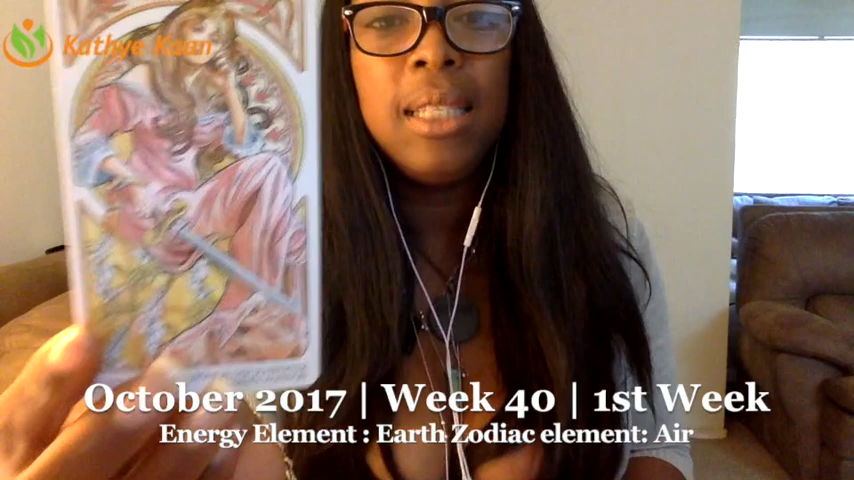 Kathye Kaan
October 2017 | Week 40 | 1st Week
Energy Element : Earth Zodiac element: Air